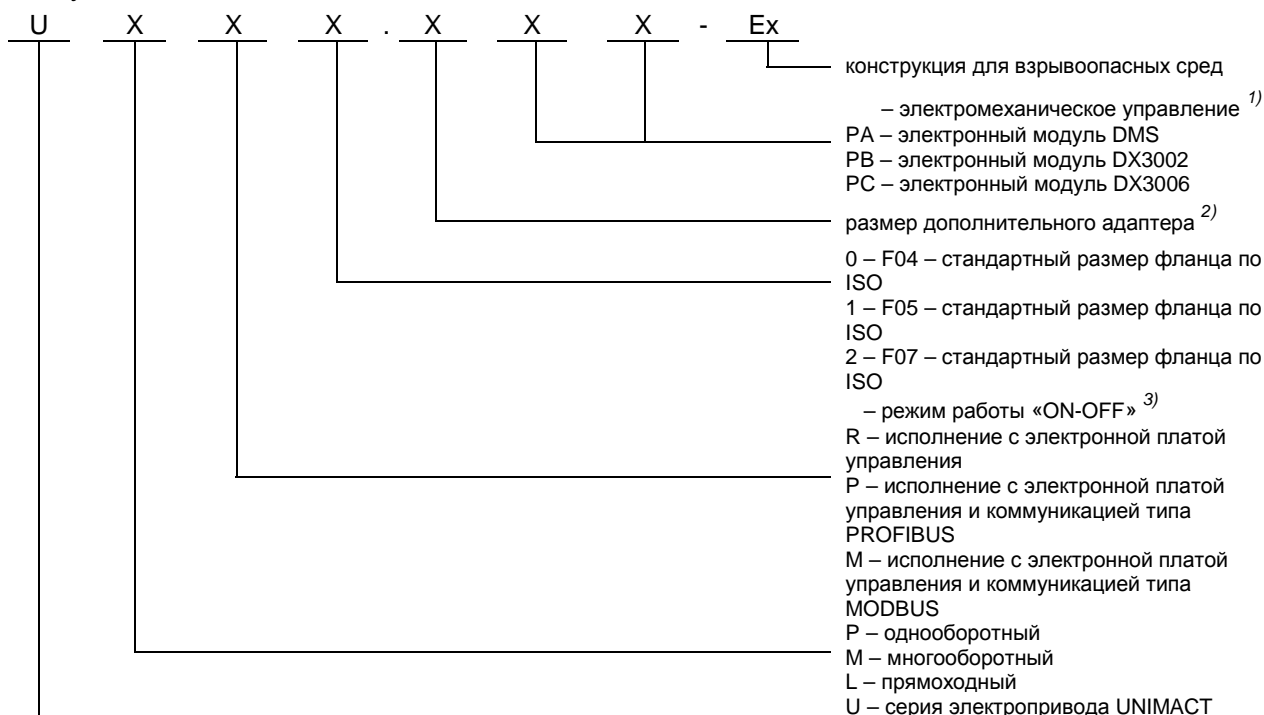 U X X X . X X X - Ex
конструкция для взрывоопасных сред
– электромеханическое управление 1)
PA – электронный модуль DMS
PB – электронный модуль DX3002
PC – электронный модуль DX3006
размер дополнительного адаптера 2)
0 – F04 – стандартный размер фланца по
ISO
1 – F05 – стандартный размер фланца по
ISO
2 – F07 – стандартный размер фланца по
ISO
– режим работы «ON-OFF» 3)
R – исполнение с электронной платой
управления
P – исполнение с электронной платой
управления и коммуникацией типа
PROFIBUS
M – исполнение с электронной платой
управления и коммуникацией типа
MODBUS
P – однооборотный
M – многооборотный
L – прямоходный
U – серия электропривода UNIMACT